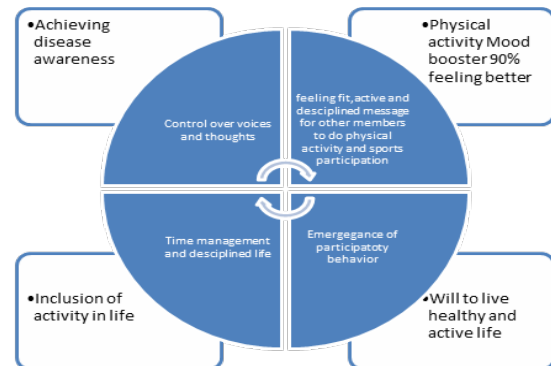 •Achieving
disease
awareness
•Physical
activity Mood
booster 90%
feeling better
Control over voices
and thoughts
feeling fit,active and
desciplined message
for other members
to do physical
activity and sports
participation
Time management
and desciplined life
Emergegance of
participatoty
behavior
•Inclusion of
activity in life
•Will to live
healthy and
active life